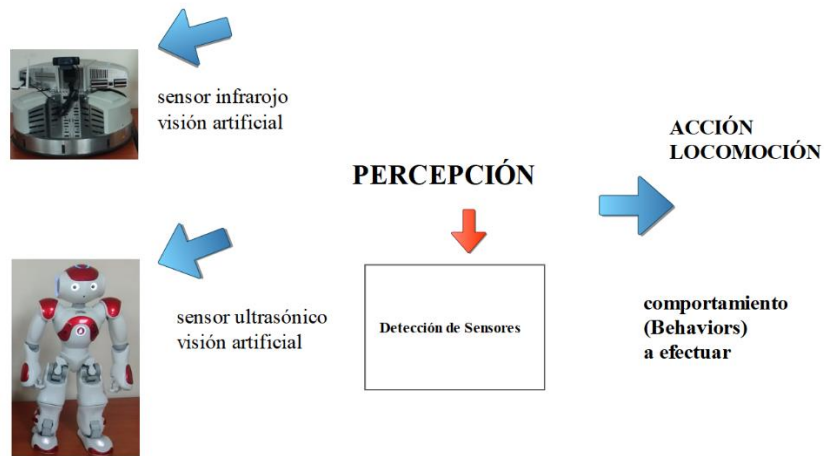 sensor infrarojo
visión artificial
ACCIÓN
LOCOMOCIÓN
PERCEPCIÓN
sensor ultrasónico
visión artificial
Detección de Sensores
comportamiento
(Behaviors)
a efectuar